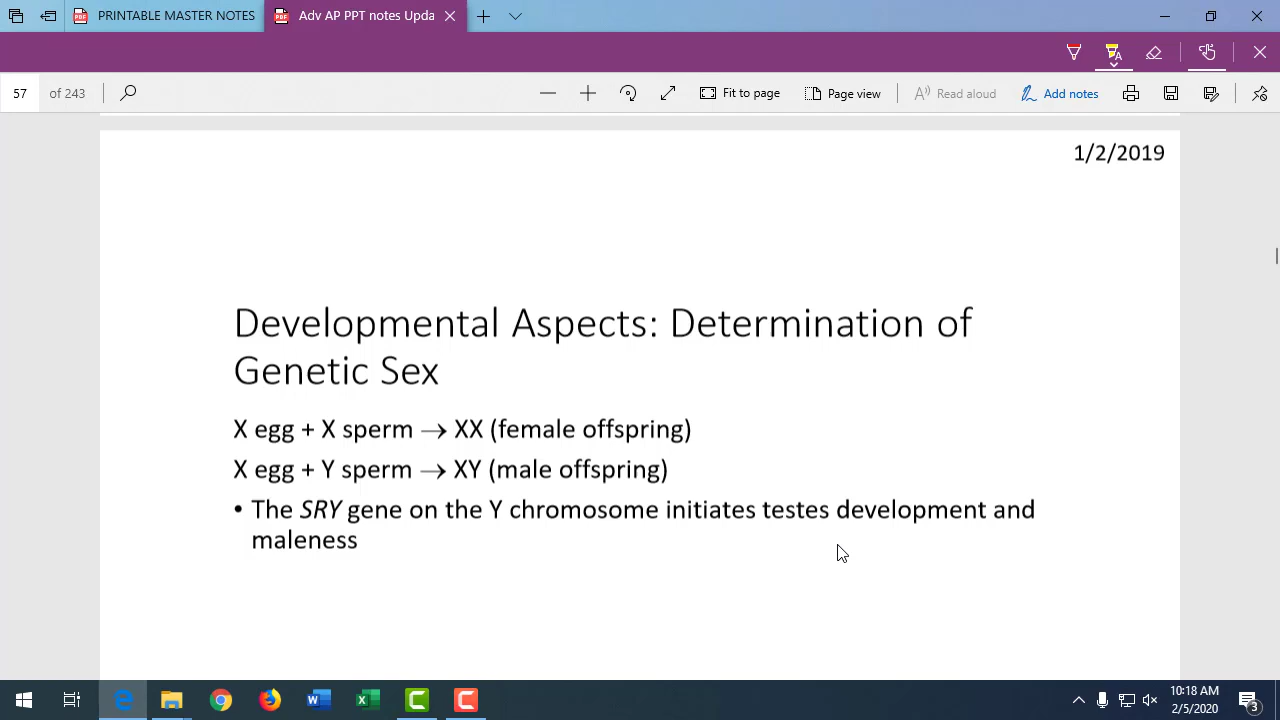 PRINTABLE MASTER NOTES
Adv AP PPT notes Upda
57 of 243
Fit to page
Page view
Read aloud
Add notes
1/2/2019
Developmental Aspects: Determination of
Genetic Sex
X egg + X sperm → XX (female offspring)
X egg + Y sperm → XY (male offspring)
• The SRY gene on the Y chromosome initiates testes development and
maleness
10:18 AM
2/5/2020
3